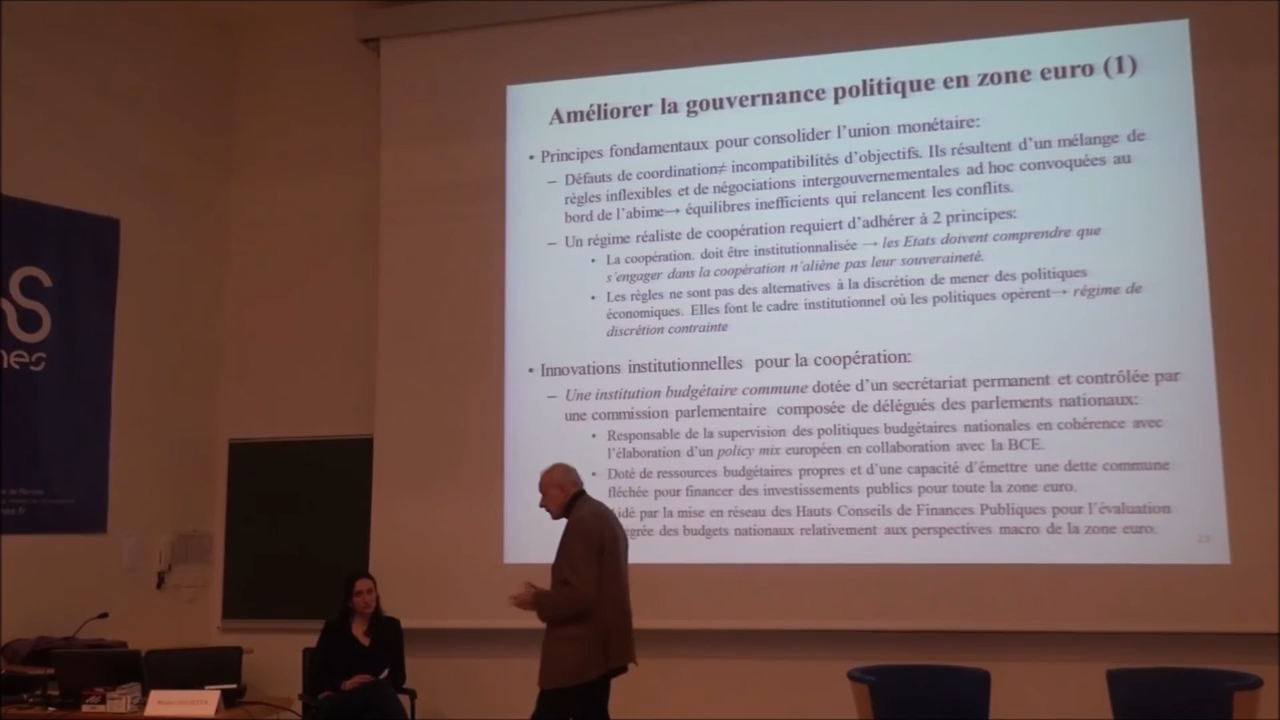 Améliorer la gouvernance politique en zone euro (1)
• Principes fondamentaux pour consolider l'union monétaire:
– Défauts de coordination≠ incompatibilités d'objectifs. Ils résultent d'un mélange de
règles inflexibles et de négociations intergouvernementales ad hoc convoquées au
bord de l'abime→ équilibres inefficients qui relancent les conflits.
– Un régime réaliste de coopération requiert d'adhérer à 2 principes:
• La coopération. doit être institutionnalisée → les Etats doivent comprendre que
s'engager dans la coopération n'aliène pas leur souveraineté.
• Les règles ne sont pas des alternatives à la discrétion de mener des politiques
économiques. Elles font le cadre institutionnel où les politiques opèrent→ régime de
discrétion contrainte
• Innovations institutionnelles pour la coopération:
– Une institution budgétaire commune dotée d'un secrétariat permanent et contrôlée par
une commission parlementaire composée de délégués des parlements nationaux:
• Responsable de la supervision des politiques budgétaires nationales en cohérence avec
l'élaboration d'un policy mix européen en collaboration avec la BCE.
• Doté de ressources budgétaires propres et d'une capacité d'émettre une dette commune
fléchée pour financer des investissements publics pour toute la zone euro.
idé par la mise en réseau des Hauts Conseils de Finances Publiques pour l'évaluation
grée des budgets nationaux relativement aux perspectives macro de la zone euro.
S
nes